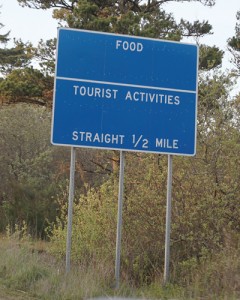 FOOD
TOURIST ACTIVITIES
STRAIGHT 1/2 MILE